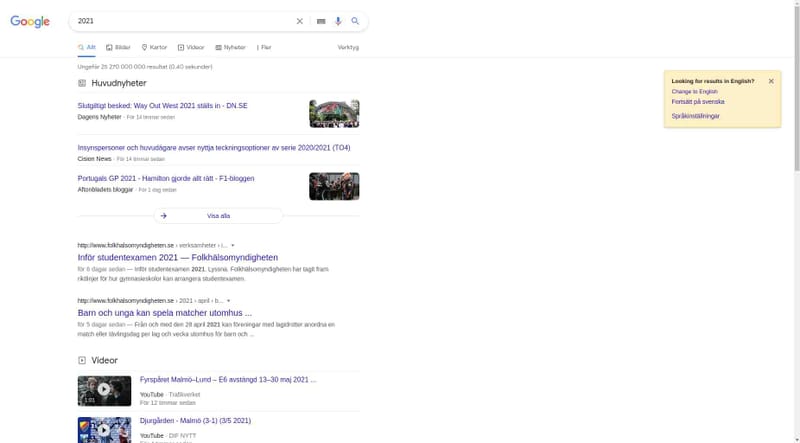 Google
2021
Allt Bilder Kartor Videor Nyheter Fler Verktyg
Ungefär 25 270 000 000 resultat (0,40 sekunder)
Looking for results in English?
Change to English
Fortsätt på svenska
Språkinställningar
Huvudnyheter
Slutgiltigt besked: Way Out West 2021 ställs in - DN.SE
Dagens Nyheter · För 14 timmar sedan
Insynspersoner och huvudägare avser nyttja teckningsoptioner av serie 2020/2021 (TO4)
Cision News · För 14 timmar sedan
Portugals GP 2021 - Hamilton gjorde allt rätt - F1-bloggen
Aftonbladets bloggar · För 1 dag sedan
Visa alla
http://www.folkhalsomyndigheten.se › verksamheter › i...
Inför studentexamen 2021 — Folkhälsomyndigheten
för 6 dagar sedan — Inför studentexamen 2021. Lyssna. Folkhälsomyndigheten har tagit fram
riktlinjer för hur gymnasieskolor kan arrangera studentexamen.
http://www.folkhalsomyndigheten.se › 2021 › april › b...
Barn och unga kan spela matcher utomhus ...
för 5 dagar sedan — Från och med den 28 april 2021 kan föreningar med lagidrotter anordna en
match eller tävlingsdag per lag och vecka utomhus för barn och ...
Videor
1:01
Fyrspåret Malmö–Lund – E6 avstängd 13–30 maj 2021 ...
YouTube · Trafikverket
För 12 timmar sedan
Djurgården - Malmö (3-1) (3/5 2021)
YouTube · DIF NYTT